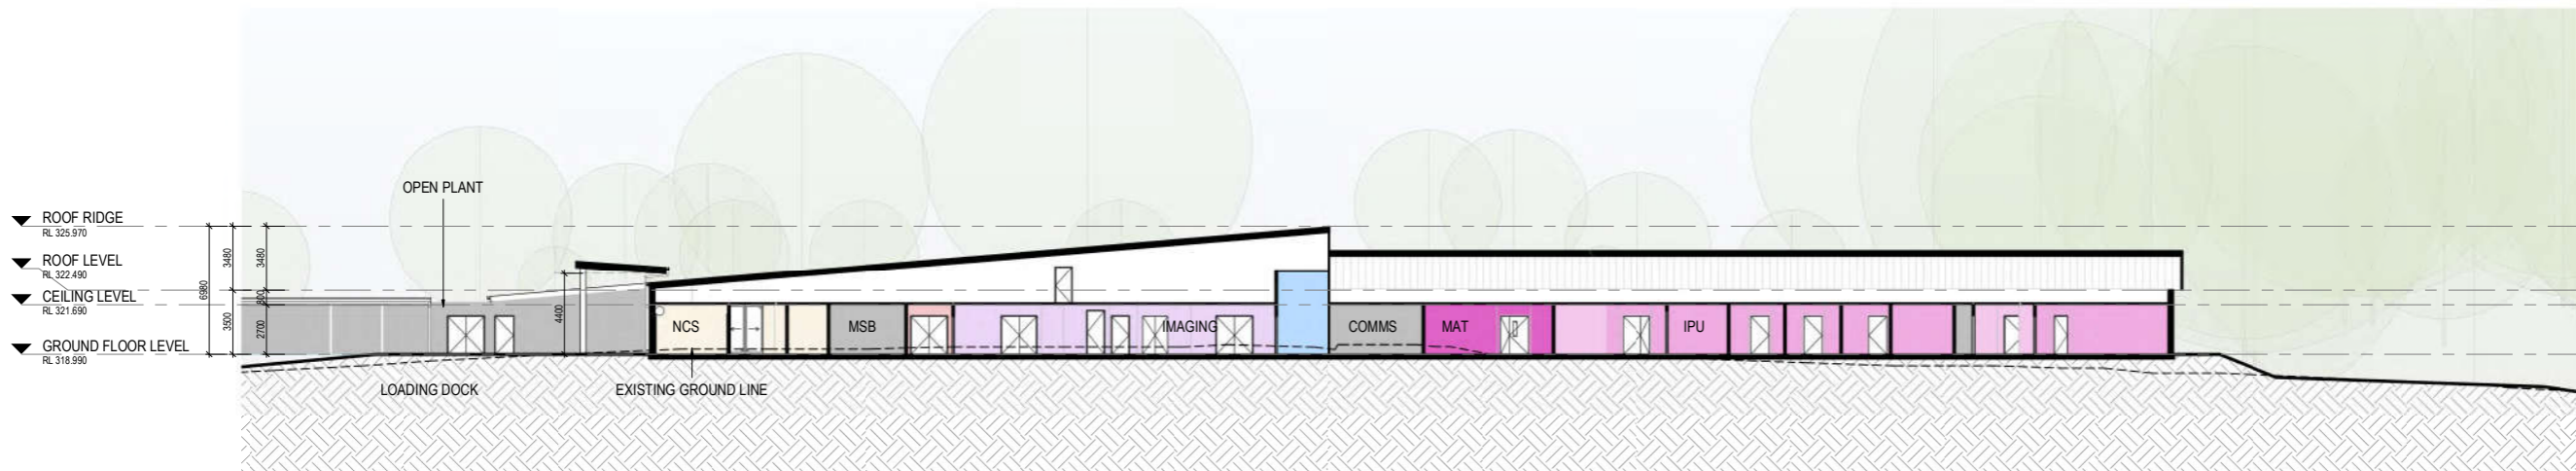 OPEN PLANT
ROOF RIDGE
RL 325.970
ROOF LEVEL
RL 322.490
CEILING LEVEL
RL 321.690
GROUND FLOOR LEVEL
RL 318.990
6980
3480
3500
3480
800
2700
4400
NCS
MSB
IMAGING
COMMS
MAT
IPU
LOADING DOCK
EXISTING GROUND LINE